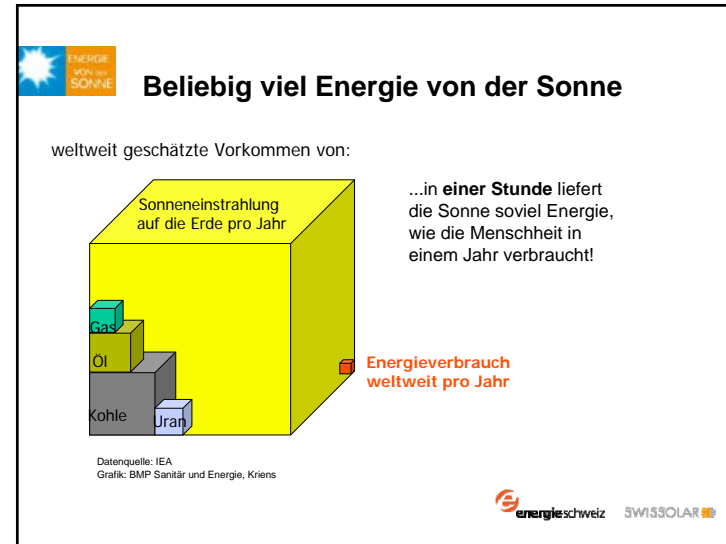 ENERGIE
VON DER
SONNE
Beliebig viel Energie von der Sonne
weltweit geschätzte Vorkommen von:
Sonneneinstrahlung
auf die Erde pro Jahr
...in einer Stunde liefert
die Sonne soviel Energie,
wie die Menschheit in
einem Jahr verbraucht!
Gas
Öl
Kohle
Uran
Energieverbrauch
weltweit pro Jahr
Datenquelle: IEA
Grafik: BMP Sanitär und Energie, Kriens
energieschweiz
SWISSOLAR